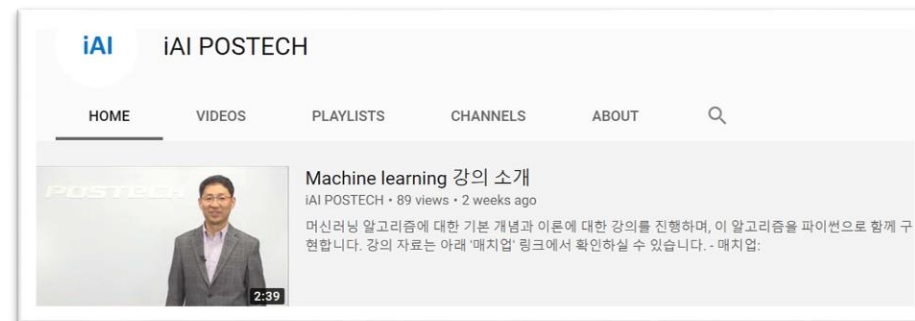 iAI
iAI POSTECH
HOME VIDEOS PLAYLISTS CHANNELS ABOUT
POSTECH
Machine learning 강의 소개
iAI POSTECH • 89 views • 2 weeks ago
머신러닝 알고리즘에 대한 기본 개념과 이론에 대한 강의를 진행하며, 이 알고리즘을 파이썬으로 함께 구
현합니다. 강의 자료는 아래 '매치업' 링크에서 확인하실 수 있습니다. - 매치업:
2:39